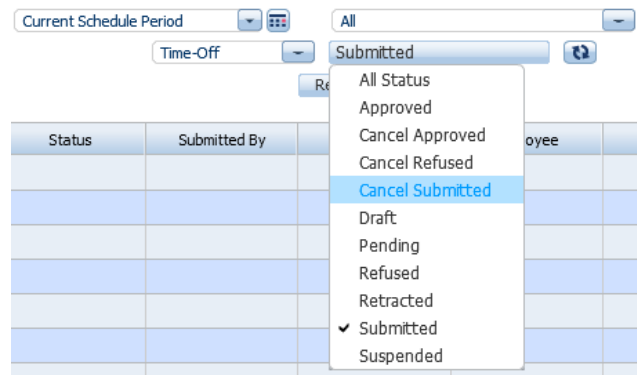 Current Schedule Period All
Time-Off Submitted
Re
All Status
Approved
Cancel Approved
Status Submitted By oyee
Cancel Refused
Cancel Submitted
Draft
Pending
Refused
Retracted
Submitted
Suspended